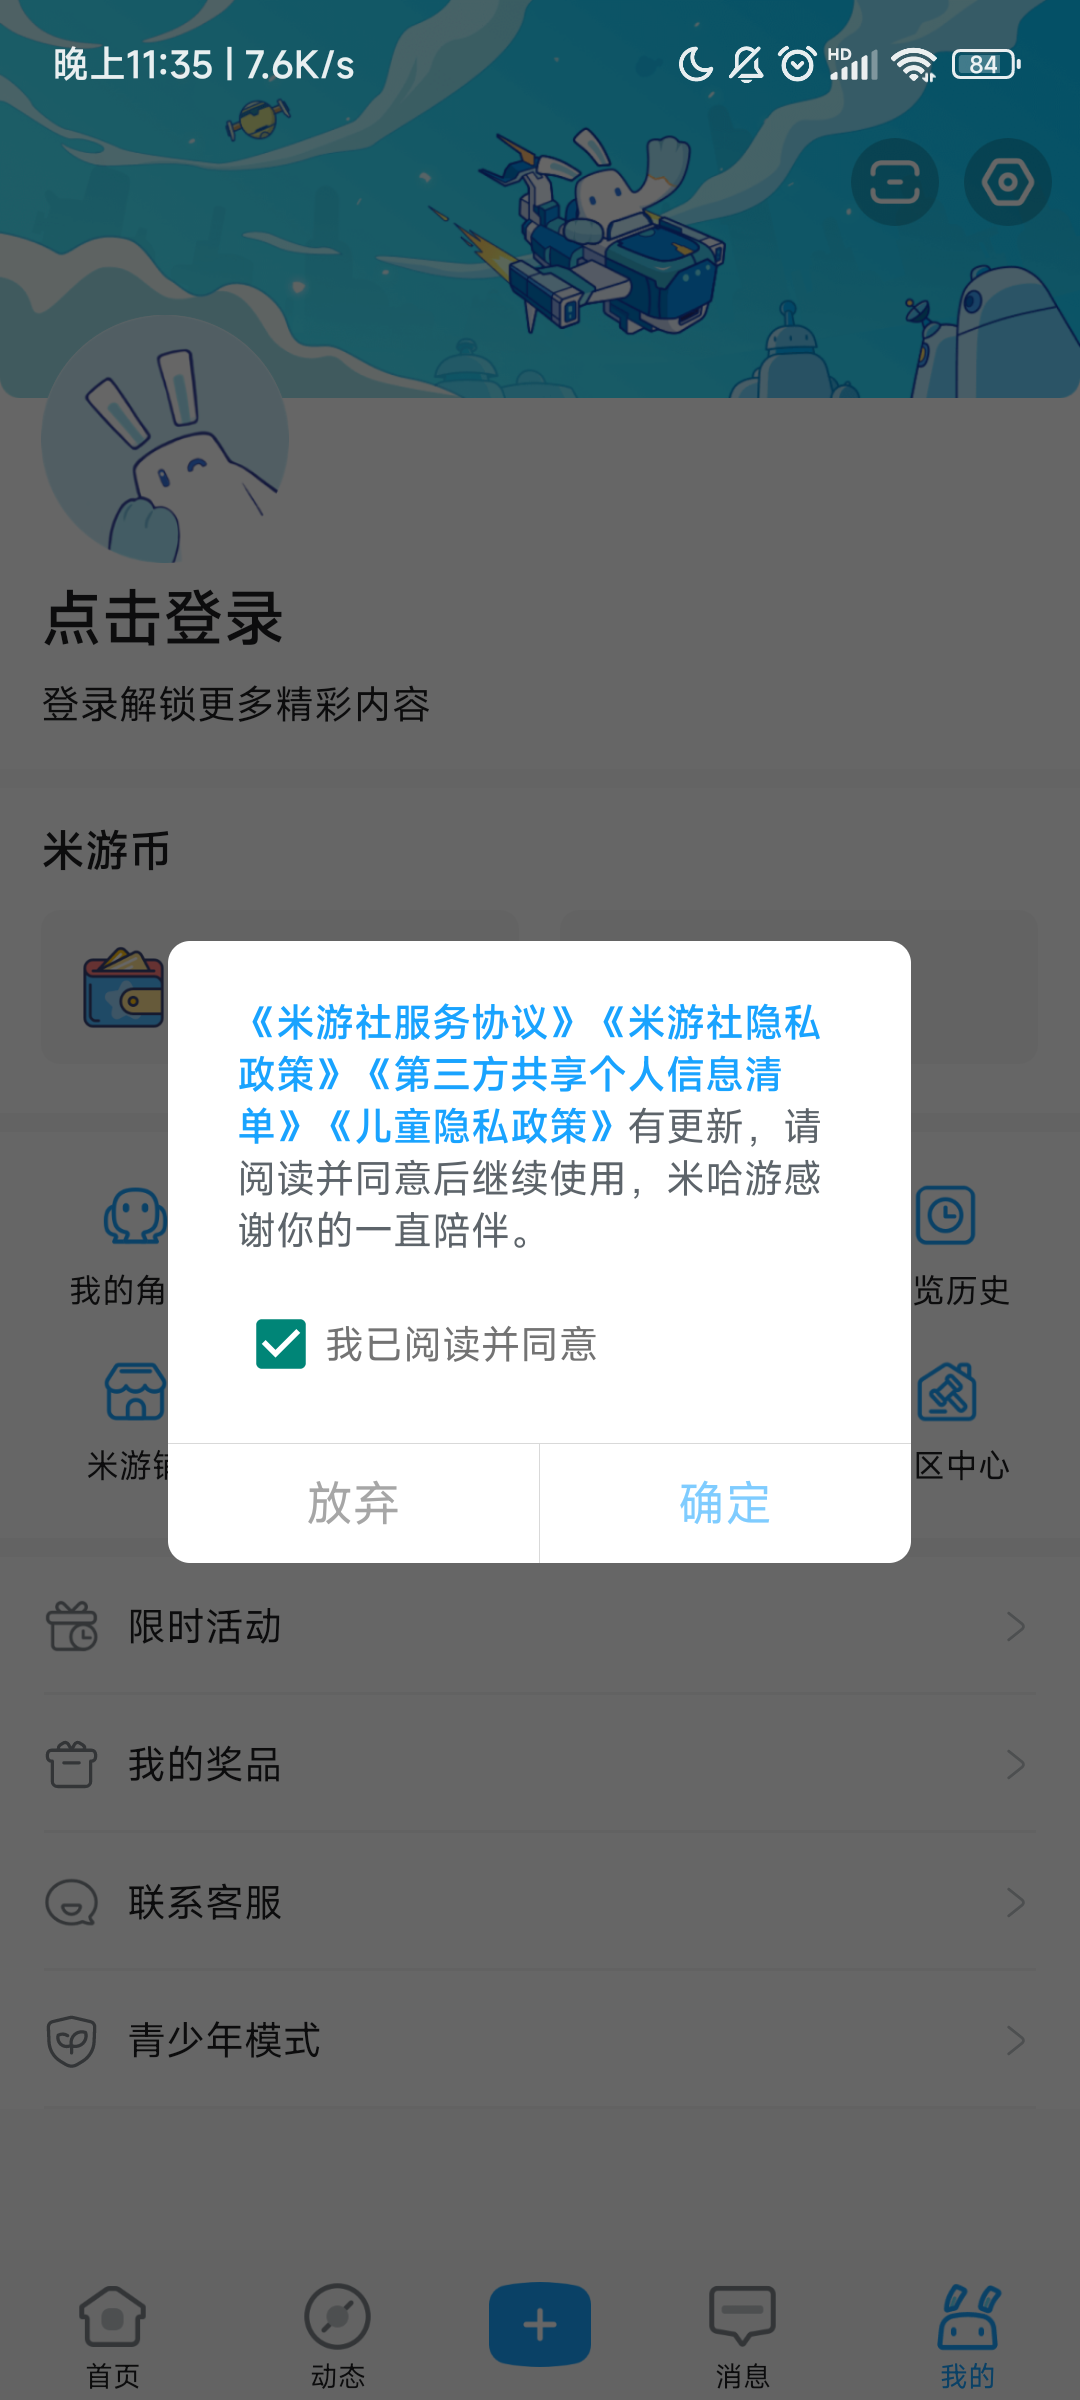 晚上11:35 | 7.6K/s
HD
84
点击登录
登录解锁更多精彩内容
米游币
《米游社服务协议》《米游社隐私
政策》《第三方共享个人信息清
单》《儿童隐私政策》有更新，请
阅读并同意后继续使用，米哈游感
谢你的一直陪伴。
我的角
览历史
我已阅读并同意
米游铺
区中心
放弃
确定
限时活动
我的奖品
联系客服
青少年模式
首页
动态
消息
我的